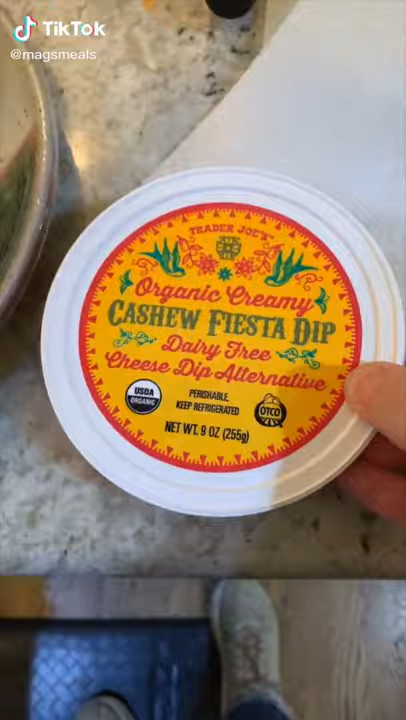 TikTok
@magsmeals
TRADER JOE'S
Organic Creamy
CASHEW FIESTA DIP
Dairy Free
Cheese Dip Alternative
USDA
ORGANIC
PERISHABLE.
KEEP REFRIGERATED
OTCO
NET WT. 9 OZ (255g)